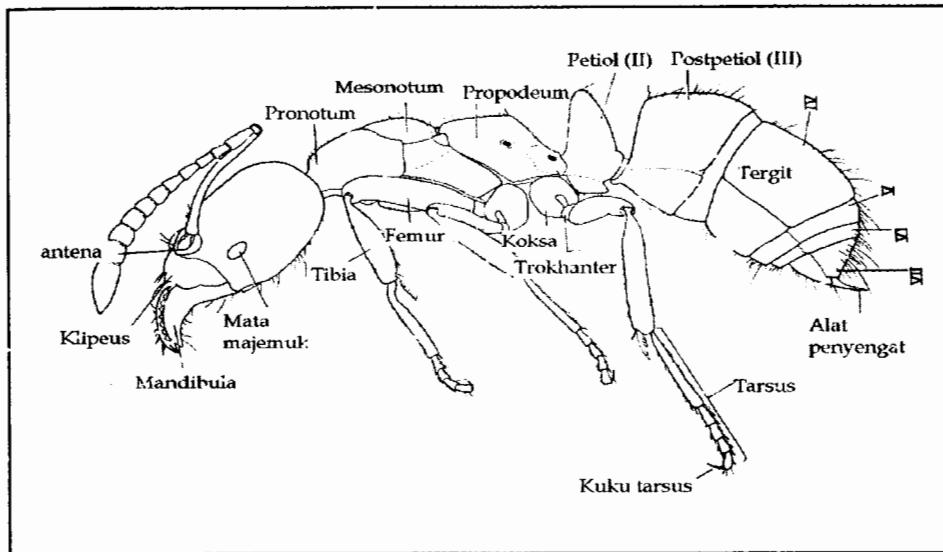 Petiol (II)
Postpetiol (III)
Mesonotum
Propodeum
Pronotum
IV
Tergit
V
antena
Femur
Koksa
VI
Tibia
Trokhanter
VII
Klipeus
Mata
majemuk
Alat
penyengat
Mandibula
Tarsus
Kuku tarsus